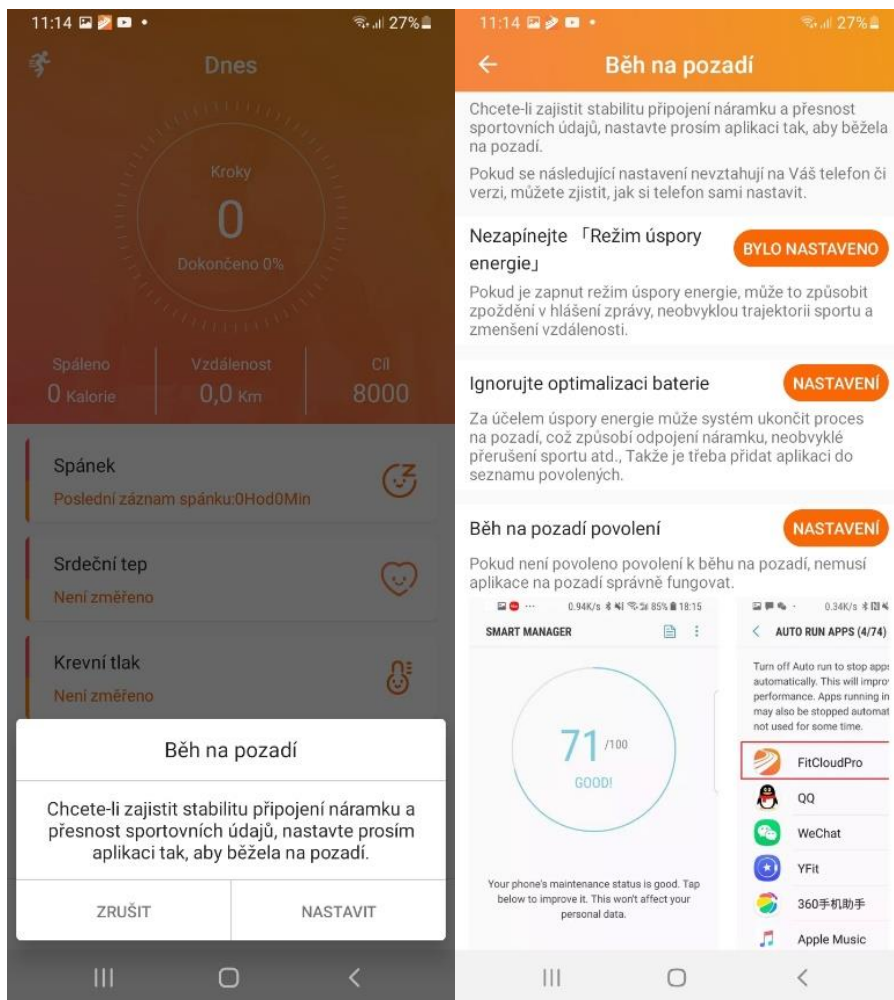 11:14
27%
Dnes
Kroky
0
Dokončeno 0%
Spáleno
Vzdálenost
Cíl
0 Kalorie
0,0 Km
8000
Spánek
Poslední záznam spánku:0Hod0Min
Srdeční tep
Není změřeno
Krevní tlak
Není změřeno
Běh na pozadí
Chcete-li zajistit stabilitu připojení náramku a
přesnost sportovních údajů, nastavte prosím
aplikaci tak, aby běžela na pozadí.
ZRUŠIT
NASTAVIT
11:14
27%
Běh na pozadí
Chcete-li zajistit stabilitu připojení náramku a přesnost
sportovních údajů, nastavte prosím aplikaci tak, aby běžela
na pozadí.
Pokud se následující nastavení nevztahují na Váš telefon či
verzi, můžete zjistit, jak si telefon sami nastavit.
Nezapínejte「Režim úspory
energie」
BYLO NASTAVENO
Pokud je zapnut režim úspory energie, může to způsobit
zpoždění v hlášení zprávy, neobvyklou trajektorii sportu a
zmenšení vzdálenosti.
Ignorujte optimalizaci baterie
NASTAVENÍ
Za účelem úspory energie může systém ukončit proces
na pozadí, což způsobí odpojení náramku, neobvyklé
přerušení sportu atd., Takže je třeba přidat aplikaci do
seznamu povolených.
Běh na pozadí povolení
NASTAVENÍ
Pokud není povoleno povolení k běhu na pozadí, nemusí
aplikace na pozadí správně fungovat.
0.94K/s
85%
18:15
SMART MANAGER
71 /100
GOOD!
Your phone's maintenance status is good. Tap
below to improve it. This won't affect your
personal data.
0.34K/s
AUTO RUN APPS (4/74)
Turn off Auto run to stop apps
automatically. This will impro
performance. Apps running in
may also be stopped automat
not used for some time.
FitCloudPro
QQ
WeChat
YFit
360手机助手
Apple Music